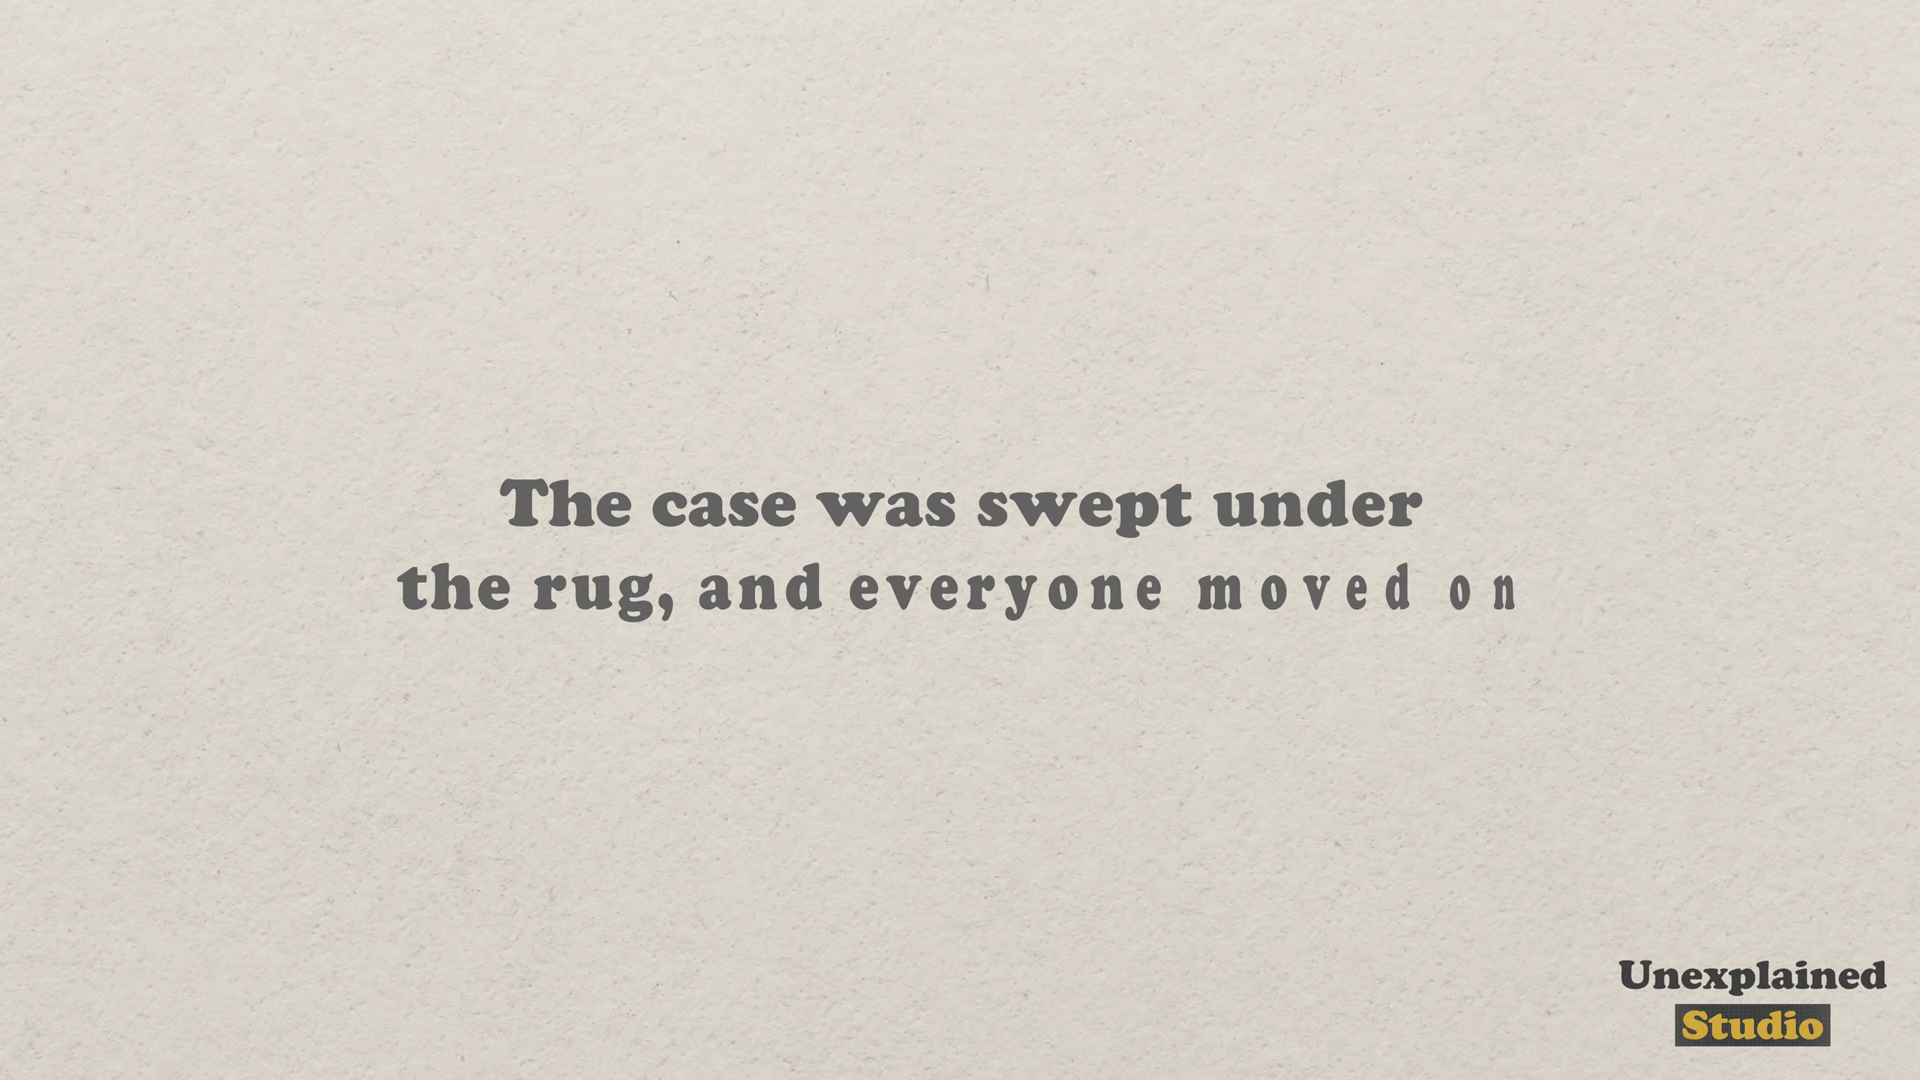 The case was swept under
the rug, and everyone moved on
Unexplained
Studio